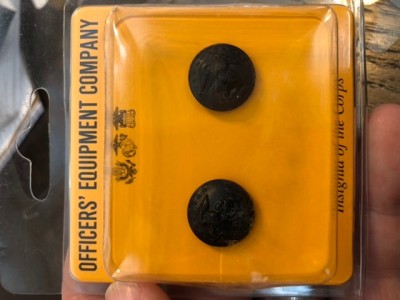 OFFICERS' EQUIPMENT COMPANY
Insignia of the Corps